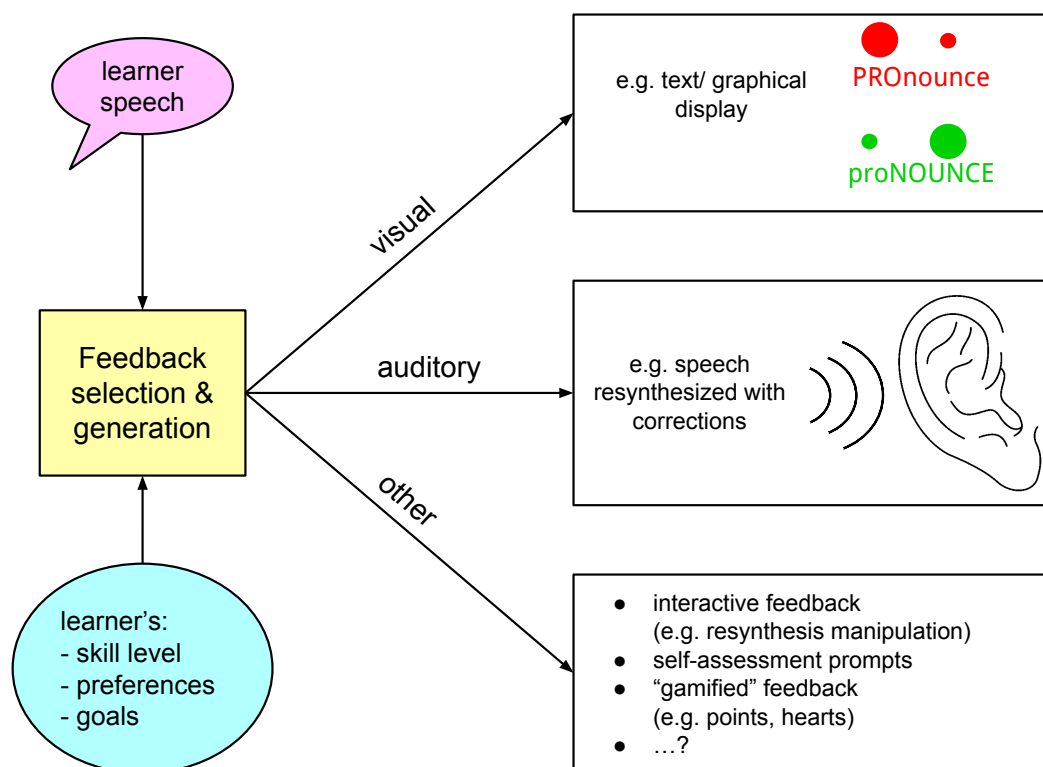 learner
speech
Feedback
selection &
generation
learner’s:
- skill level
- preferences
- goals
visual
auditory
other
e.g. text/ graphical
display
PROnounce
proNOUNCE
e.g. speech
resynthesized with
corrections
● interactive feedback
(e.g. resynthesis manipulation)
● self-assessment prompts
● “gamified” feedback
(e.g. points, hearts)
● …?